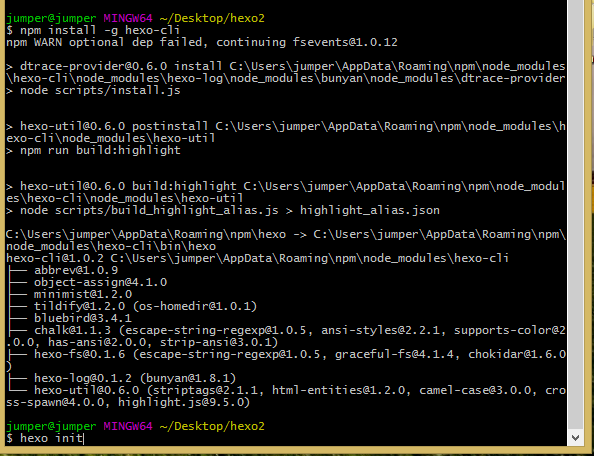 jumper@jumper MINGW64 ~/Desktop/hexo2
$ npm install -g hexo-cli
npm WARN optional dep failed, continuing fsevents@1.0.12

> dtrace-provider@0.6.0 install C:\Users\jumper\AppData\Roaming\npm\node_modules
\hexo-cli\node_modules\hexo-log\node_modules\bunyan\node_modules\dtrace-provider
> node scripts/install.js


> hexo-util@0.6.0 postinstall C:\Users\jumper\AppData\Roaming\npm\node_modules\h
exo-cli\node_modules\hexo-util
> npm run build:highlight


> hexo-util@0.6.0 build:highlight C:\Users\jumper\AppData\Roaming\npm\node_modul
es\hexo-cli\node_modules\hexo-util
> node scripts/build_highlight_alias.js > highlight_alias.json

C:\Users\jumper\AppData\Roaming\npm\hexo -> C:\Users\jumper\AppData\Roaming\npm\
node_modules\hexo-cli\bin\hexo
hexo-cli@1.0.2 C:\Users\jumper\AppData\Roaming\npm\node_modules\hexo-cli
├── abbrev@1.0.9
├── object-assign@4.1.0
├── minimist@1.2.0
├── tildify@1.2.0 (os-homedir@1.0.1)
├── bluebird@3.4.1
├── chalk@1.1.3 (escape-string-regexp@1.0.5, ansi-styles@2.2.1, supports-color@2
.0.0, has-ansi@2.0.0, strip-ansi@3.0.1)
├── hexo-fs@0.1.6 (escape-string-regexp@1.0.5, graceful-fs@4.1.4, chokidar@1.6.0
)
├── hexo-log@0.1.2 (bunyan@1.8.1)
└── hexo-util@0.6.0 (striptags@2.1.1, html-entities@1.2.0, camel-case@3.0.0, cro
ss-spawn@4.0.0, highlight.js@9.5.0)

jumper@jumper MINGW64 ~/Desktop/hexo2
$ hexo init